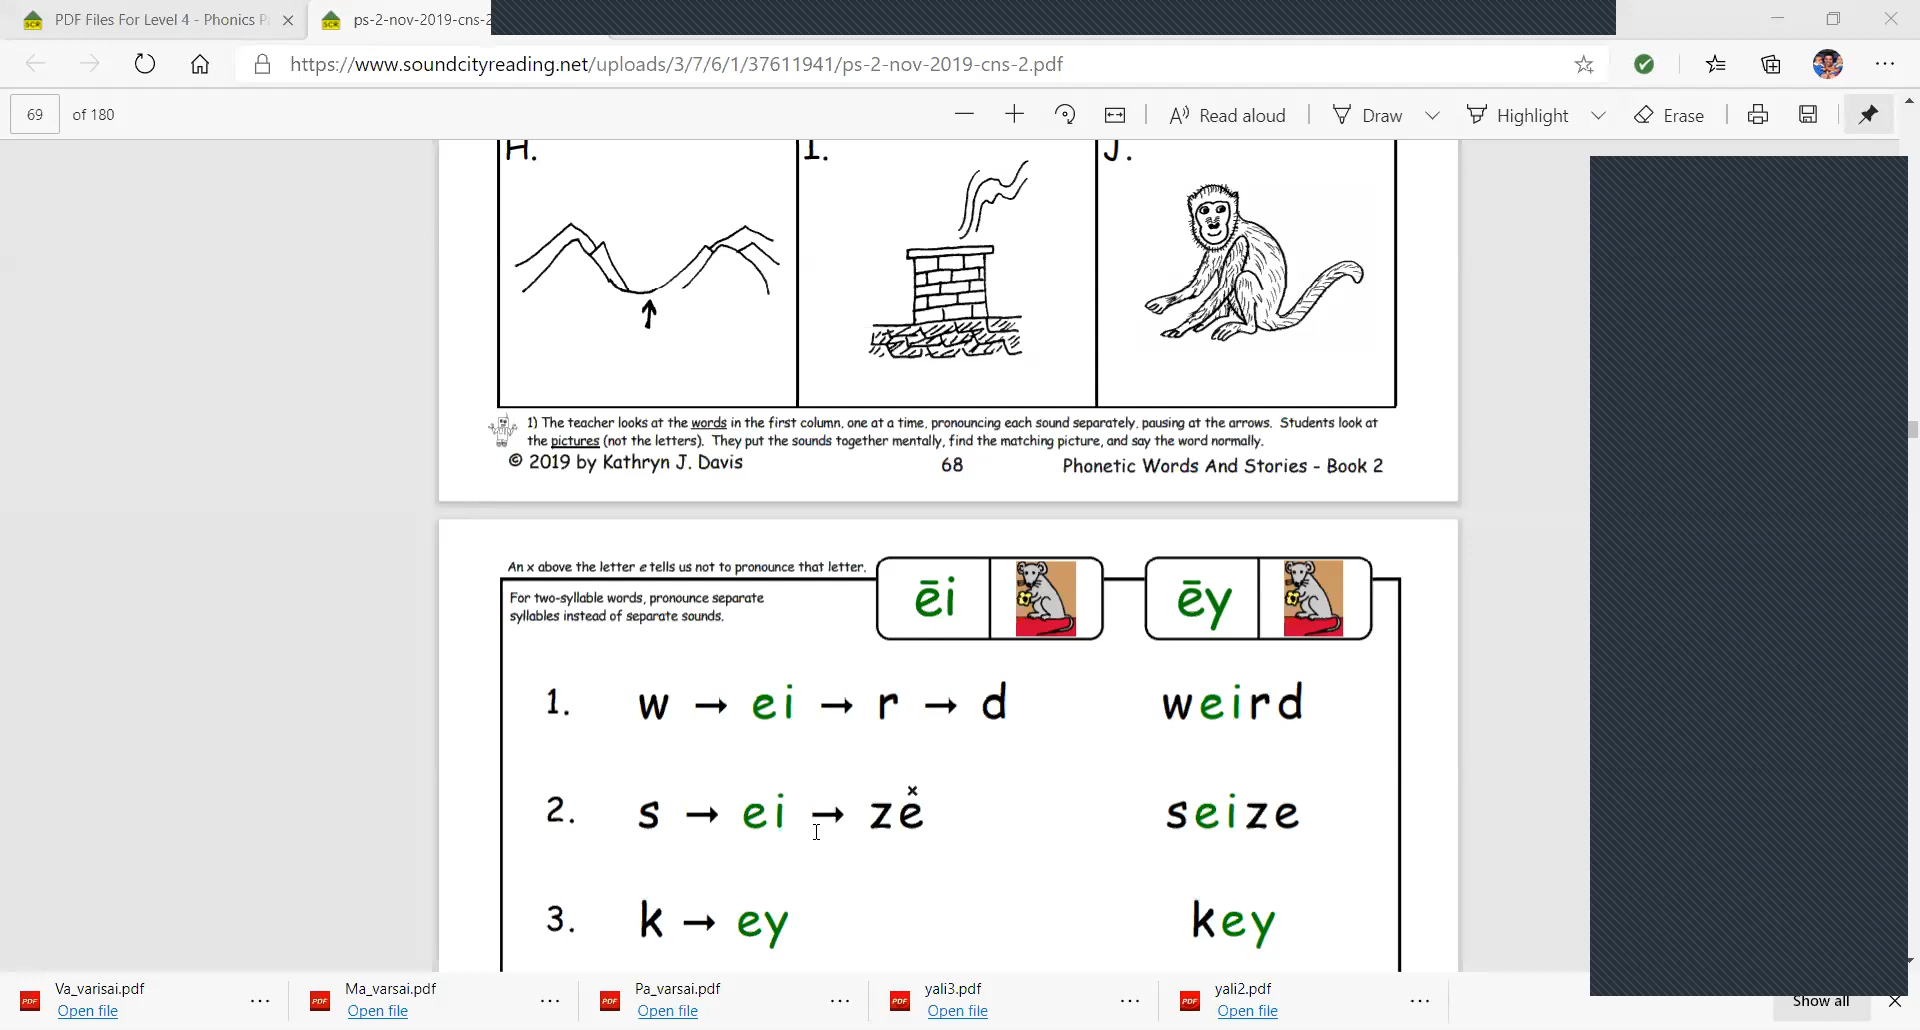 PDF Files For Level 4 - Phonics P
ps-2-nov-2019-cns-2
https://www.soundcityreading.net/uploads/3/7/6/1/37611941/ps-2-nov-2019-cns-2.pdf
69 of 180
Read aloud
Draw
Highlight
Erase
H.
I.
J.
1) The teacher looks at the words in the first column, one at a time, pronouncing each sound separately, pausing at the arrows. Students look at
the pictures (not the letters). They put the sounds together mentally, find the matching picture, and say the word normally.
© 2019 by Kathryn J. Davis
68
Phonetic Words And Stories - Book 2
An x above the letter e tells us not to pronounce that letter.
For two-syllable words, pronounce separate
syllables instead of separate sounds.
ēi
ēy
1. w → ei → r → d weird
2. s → ei → zě seize
3. k → ey key
Va_varisai.pdf
Open file
Ma_varsai.pdf
Open file
Pa_varsai.pdf
Open file
yali3.pdf
Open file
yali2.pdf
Open file
Show all